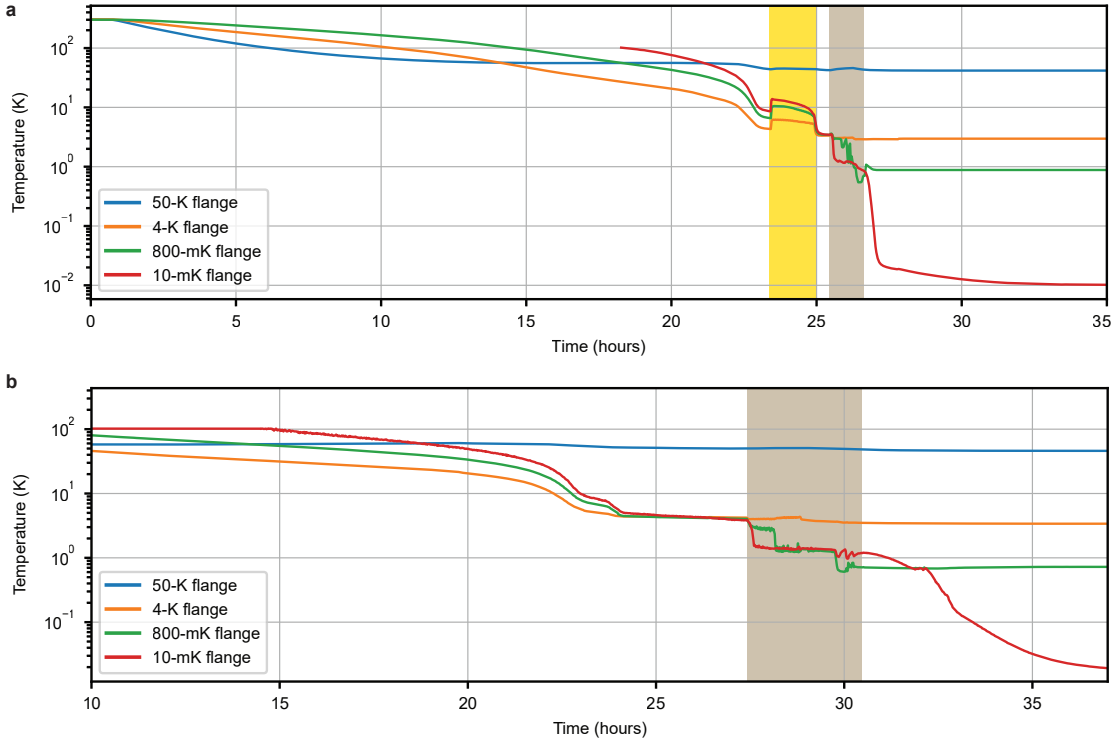 a
Temperature (K)
10²
10¹
10⁰
10⁻¹
10⁻²
50-K flange
4-K flange
800-mK flange
10-mK flange
0 5 10 15 20 25 30 35
Time (hours)
b
Temperature (K)
10²
10¹
10⁰
10⁻¹
50-K flange
4-K flange
800-mK flange
10-mK flange
10 15 20 25 30 35
Time (hours)